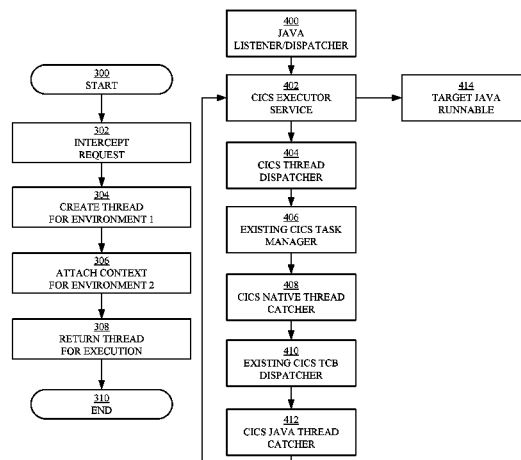 300
START
302
INTERCEPT
REQUEST
304
CREATE THREAD
FOR ENVIRONMENT 1
306
ATTACH CONTEXT
FOR ENVIRONMENT 2
308
RETURN THREAD
FOR EXECUTION
310
END
400
JAVA
LISTENER/DISPATCHER
402
CICS EXECUTOR
SERVICE
414
TARGET JAVA
RUNNABLE
404
CICS THREAD
DISPATCHER
406
EXISTING CICS TASK
MANAGER
408
CICS NATIVE THREAD
CATCHER
410
EXISTING CICS TCB
DISPATCHER
412
CICS JAVA THREAD
CATCHER